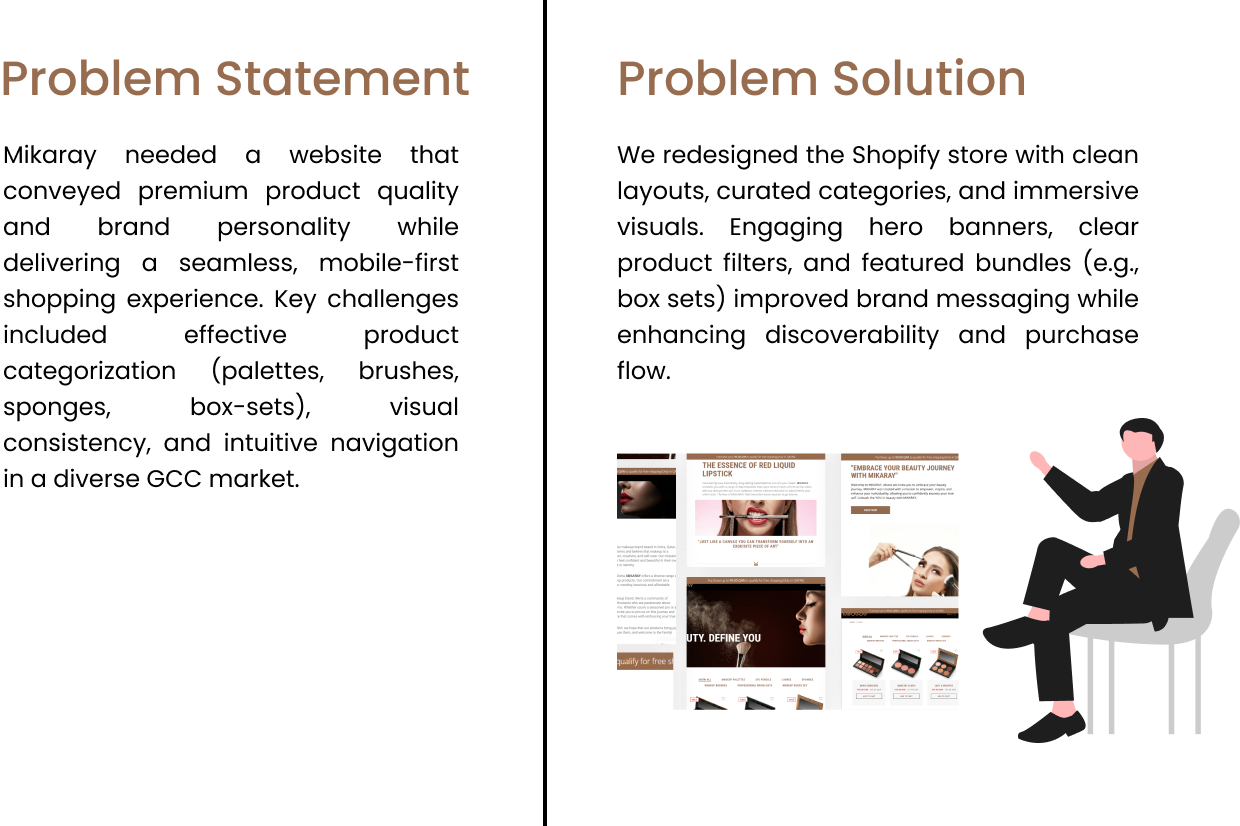 Problem Statement
Mikaray needed a website that
conveyed premium product quality
and brand personality while
delivering a seamless, mobile-first
shopping experience. Key challenges
included effective product
categorization (palettes, brushes,
sponges, box-sets), visual
consistency, and intuitive navigation
in a diverse GCC market.
Problem Solution
We redesigned the Shopify store with clean
layouts, curated categories, and immersive
visuals. Engaging hero banners, clear
product filters, and featured bundles (e.g.,
box sets) improved brand messaging while
enhancing discoverability and purchase
flow.
qualify for free
THE ESSENCE OF RED LIQUID
LIPSTICK
"JUST LIKE A CANVAS YOU CAN TRANSFORM YOURSELF INTO AN
EXQUISITE PIECE OF ART"
UTY. DEFINE YOU
"EMBRACE YOUR BEAUTY JOURNEY
WITH MIKARAY"